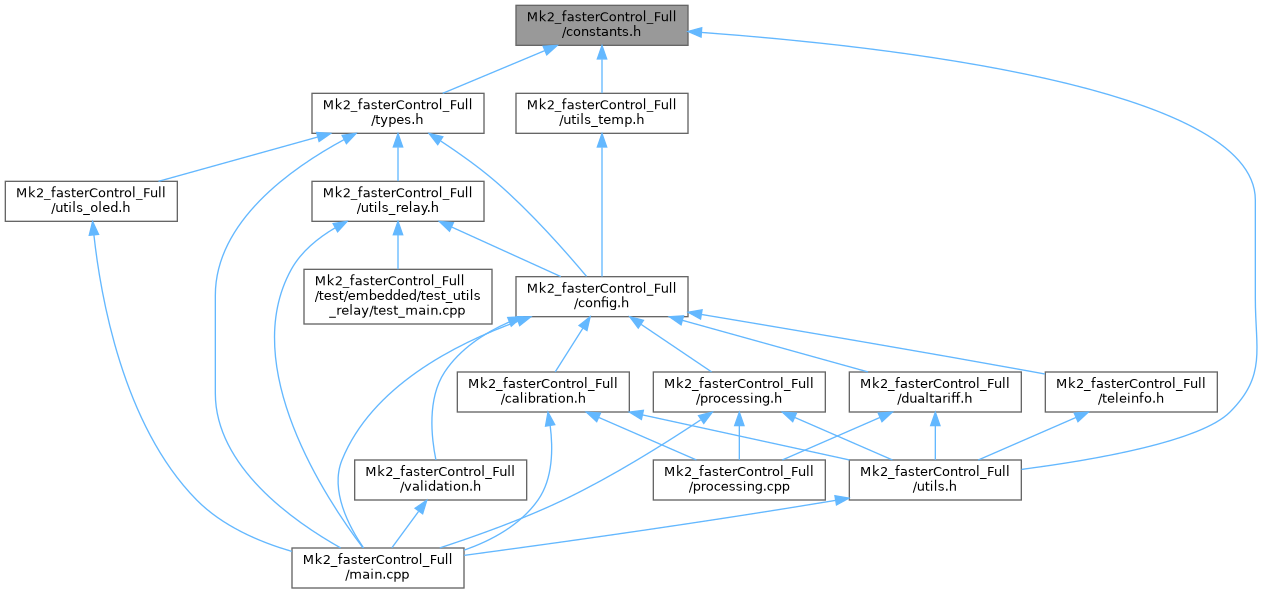 Mk2_fasterControl_Full
/constants.h
Mk2_fasterControl_Full
/types.h
Mk2_fasterControl_Full
/utils_temp.h
Mk2_fasterControl_Full
/utils_oled.h
Mk2_fasterControl_Full
/utils_relay.h
Mk2_fasterControl_Full
/test/embedded/test_utils
_relay/test_main.cpp
Mk2_fasterControl_Full
/config.h
Mk2_fasterControl_Full
/calibration.h
Mk2_fasterControl_Full
/processing.h
Mk2_fasterControl_Full
/dualtariff.h
Mk2_fasterControl_Full
/teleinfo.h
Mk2_fasterControl_Full
/validation.h
Mk2_fasterControl_Full
/processing.cpp
Mk2_fasterControl_Full
/utils.h
Mk2_fasterControl_Full
/main.cpp